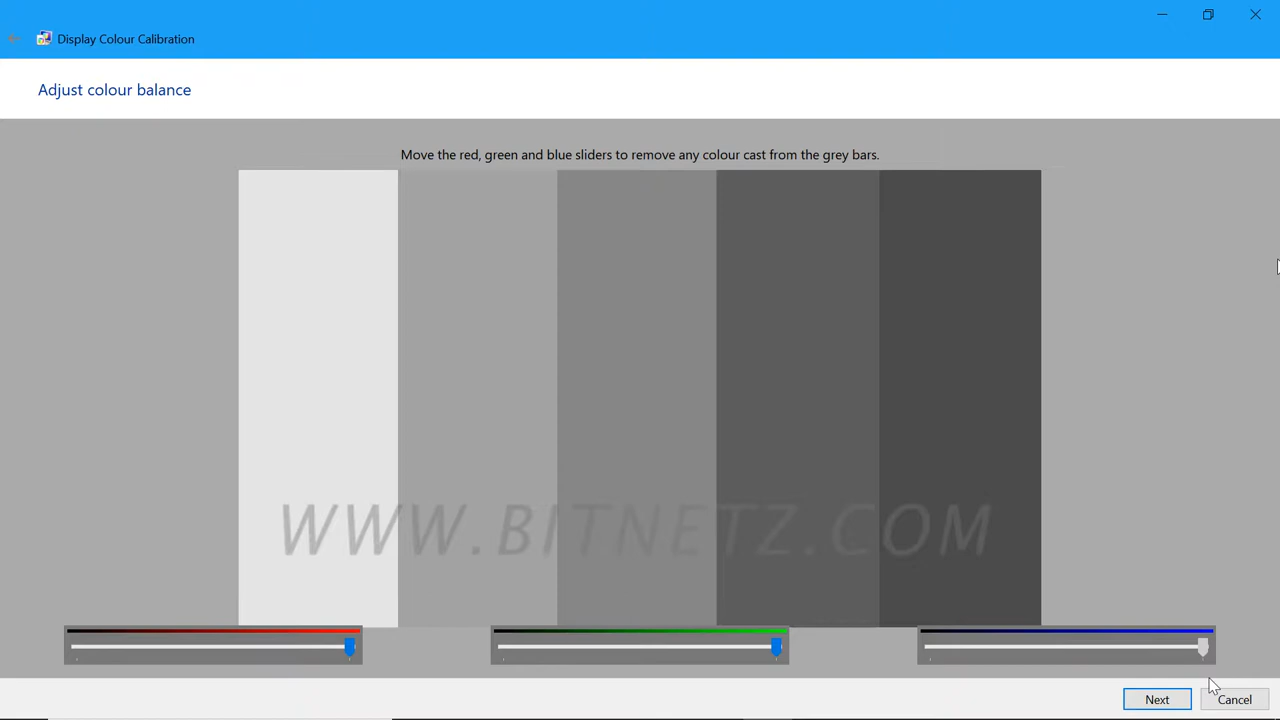 Display Colour Calibration
Adjust colour balance
Move the red, green and blue sliders to remove any colour cast from the grey bars.
WWW.BITNETZ.COM
Next
Cancel